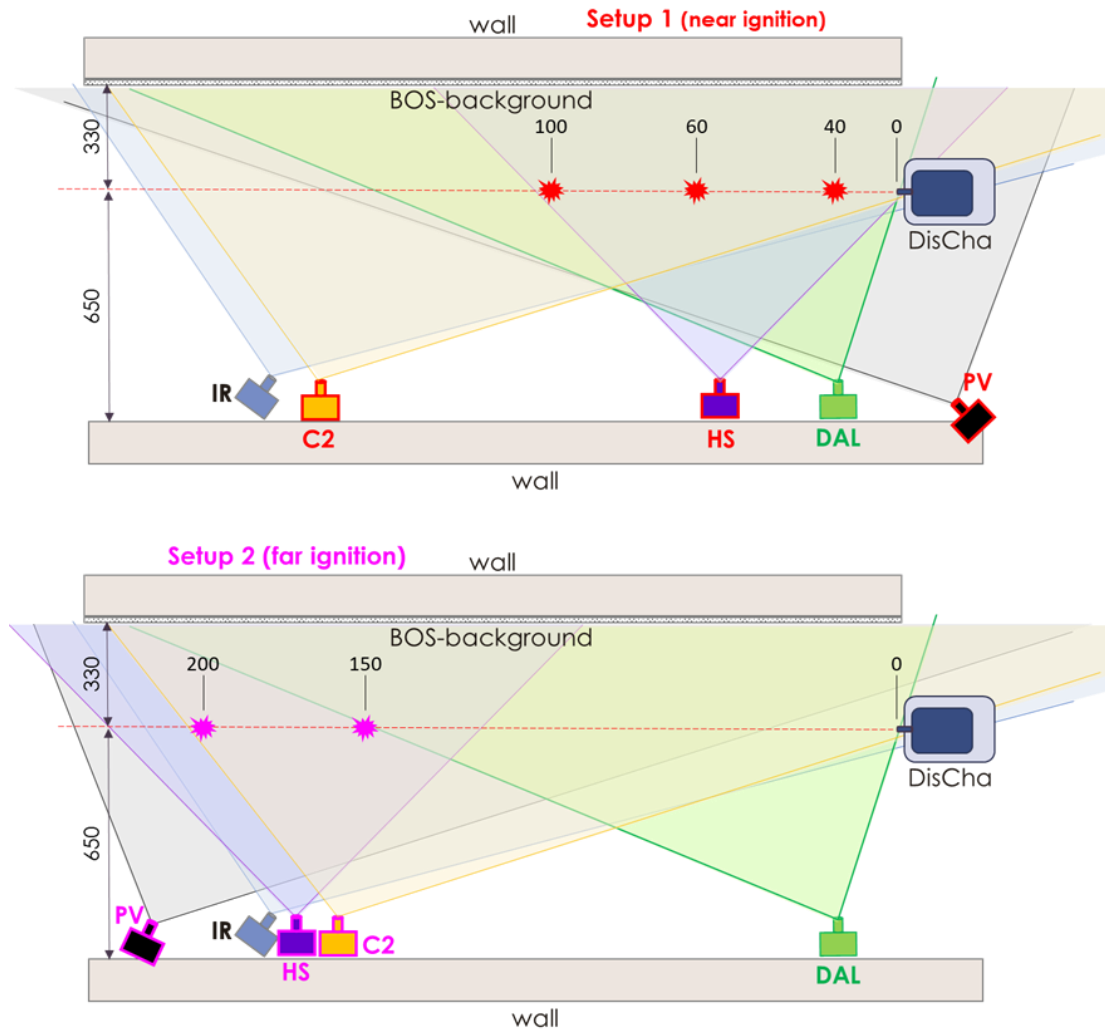 Setup 1 (near ignition)
wall
BOS-background
330
100
60
40
0
DisCha
650
IR
C2
HS
DAL
PV
wall
Setup 2 (far ignition)
wall
BOS-background
330
200
150
0
DisCha
650
PV
IR
HS
C2
DAL
wall